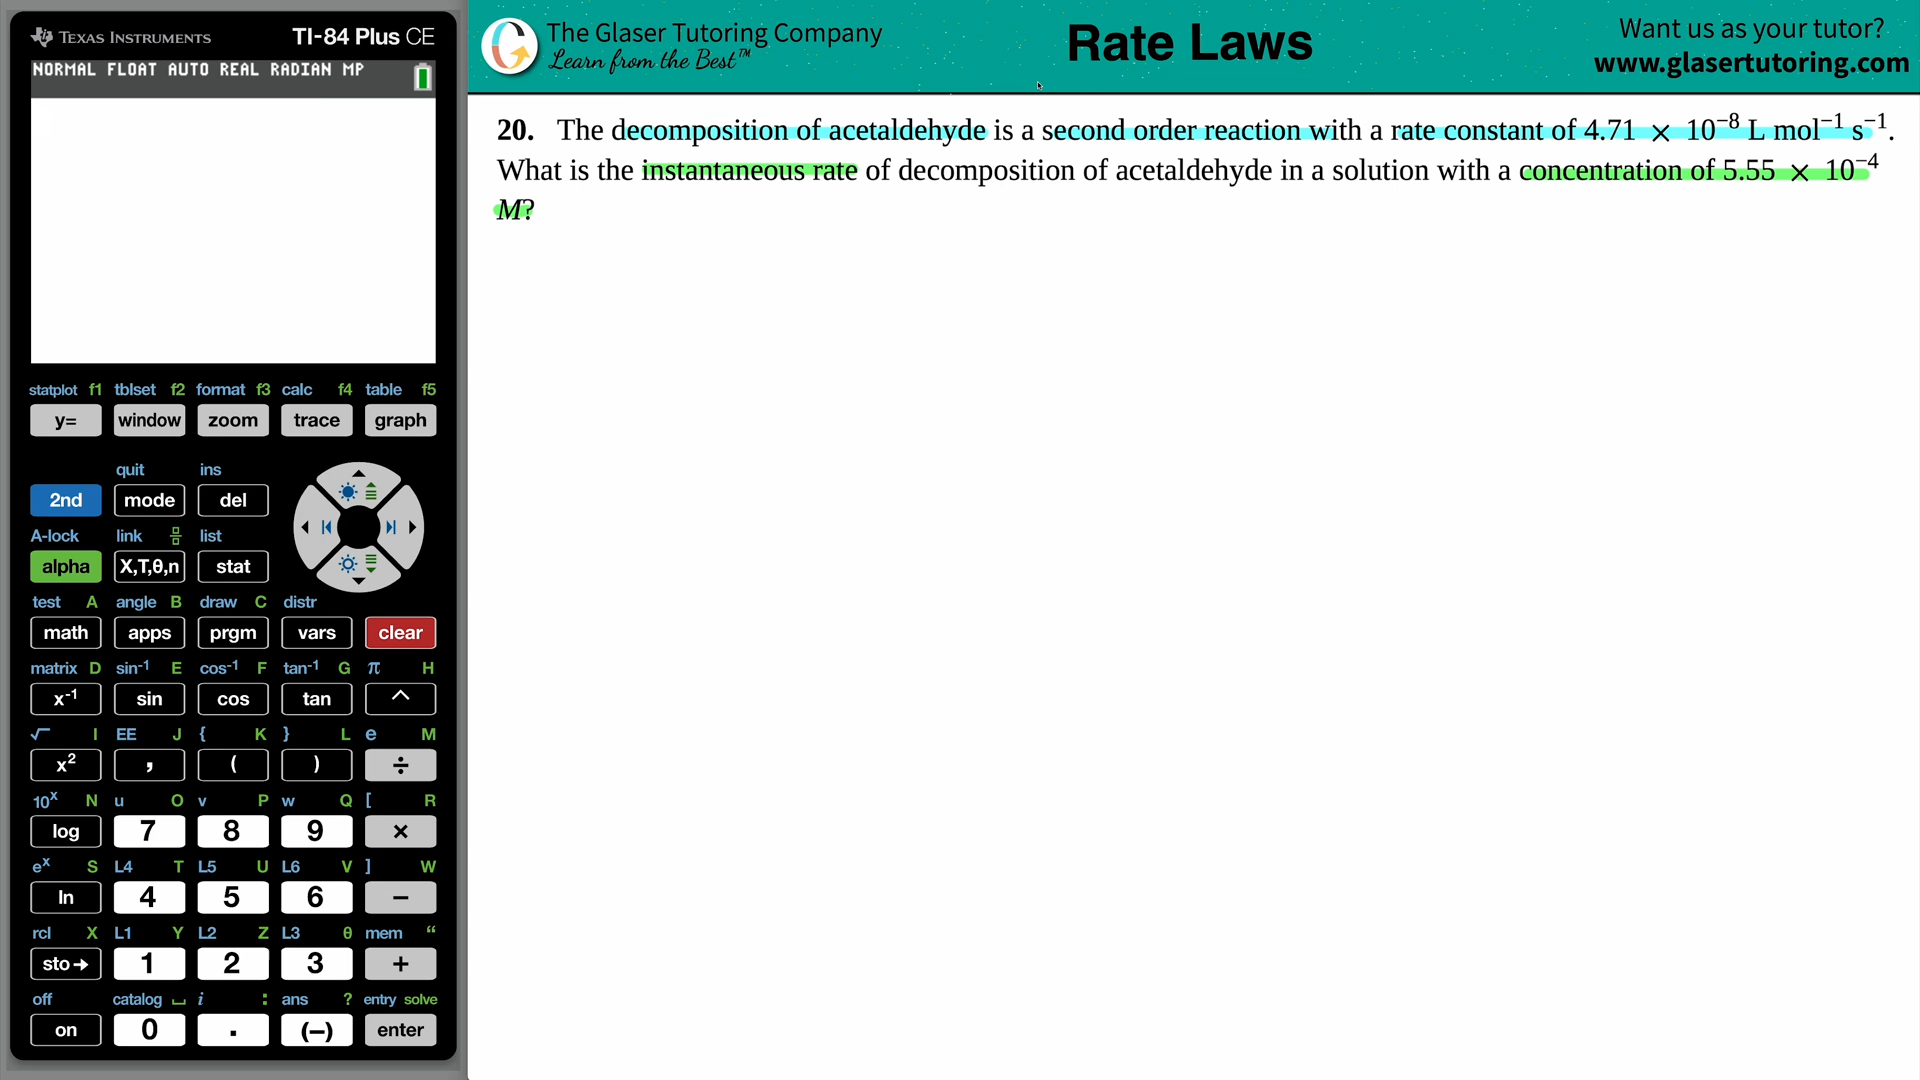 TEXAS INSTRUMENTS TI-84 Plus CE
NORMAL FLOAT AUTO REAL RADIAN MP
statplot f1 tblset f2 format f3 calc f4 table f5
y= window zoom trace graph
quit ins
2nd mode del
A-lock link list
alpha X,T,θ,n stat
test A angle B draw C distr
math apps prgm vars clear
matrix D sin⁻¹ E cos⁻¹ F tan⁻¹ G π H
x⁻¹ sin cos tan ^
√ I EE J { K } L e M
x² , ( ) ÷
10ˣ N u O v P w Q [ R
log 7 8 9 ×
eˣ S L4 T L5 U L6 V ] W
ln 4 5 6 −
rcl X L1 Y L2 Z L3 θ mem “
sto→ 1 2 3 +
off catalog ⎵ i : ans ? entry solve
on 0 . (−) enter
The Glaser Tutoring Company
Learn from the Best™
Rate Laws
Want us as your tutor?
www.glasertutoring.com
20. The decomposition of acetaldehyde is a second order reaction with a rate constant of 4.71 × 10⁻⁸ L mol⁻¹ s⁻¹.
What is the instantaneous rate of decomposition of acetaldehyde in a solution with a concentration of 5.55 × 10⁻⁴
M?